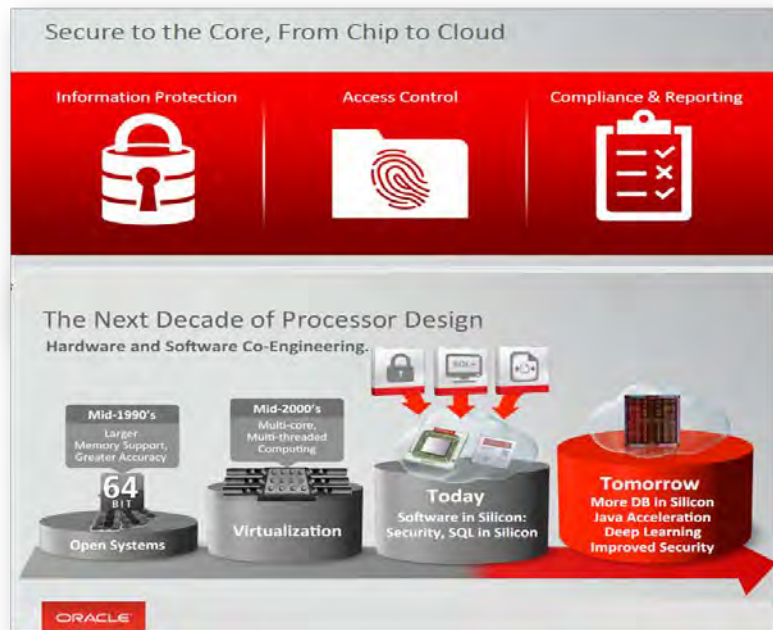 Secure to the Core, From Chip to Cloud
Information Protection
Access Control
Compliance & Reporting
The Next Decade of Processor Design
Hardware and Software Co-Engineering.
Mid-1990's
Larger
Memory Support,
Greater Accuracy
64
BIT
Open Systems
Mid-2000's
Multi-core,
Multi-threaded
Computing
Virtualization
Today
Software in Silicon:
Security, SQL in Silicon
Tomorrow
More DB in Silicon
Java Acceleration
Deep Learning
Improved Security
ORACLE